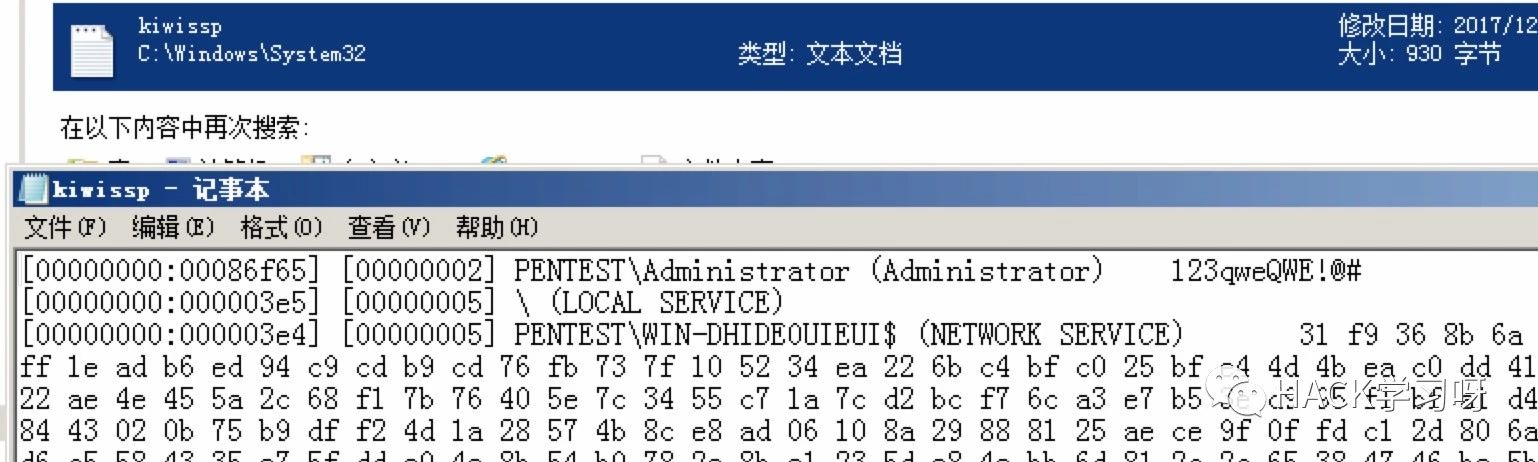 kiwissp
修改日期: 2017/12
C:\Windows\System32
类型: 文本文档
大小: 930 字节
在以下内容中再次搜索:
kiwissp - 记事本
文件(F) 编辑(E) 格式(O) 查看(V) 帮助(H)
[00000000:00086f65] [00000002] PENTEST\Administrator (Administrator) 123qweQWE!@#
[00000000:000003e5] [00000005] \ (LOCAL SERVICE)
[00000000:000003e4] [00000005] PENTEST\WIN-DHIDE0UIEUI$ (NETWORK SERVICE) 31 f9 36 8b 6a
ff 1e ad b6 ed 94 c9 cd b9 cd 76 fb 73 7f 10 52 34 ea 22 6b c4 bf c0 25 bf c4 4d 4b ea c0 dd 41
22 ae 4e 45 5a 2c 68 f1 7b 76 40 5e 7c 34 55 c7 1a 7c d2 bc f7 6c a3 e7 b5 d4
HACK学习呀
84 43 02 0b 75 b9 df f2 4d 1a 28 57 4b 8c e8 ad 06 10 8a 29 88 81 25 ae ce 9f 0f fd c1 2d 80 6a